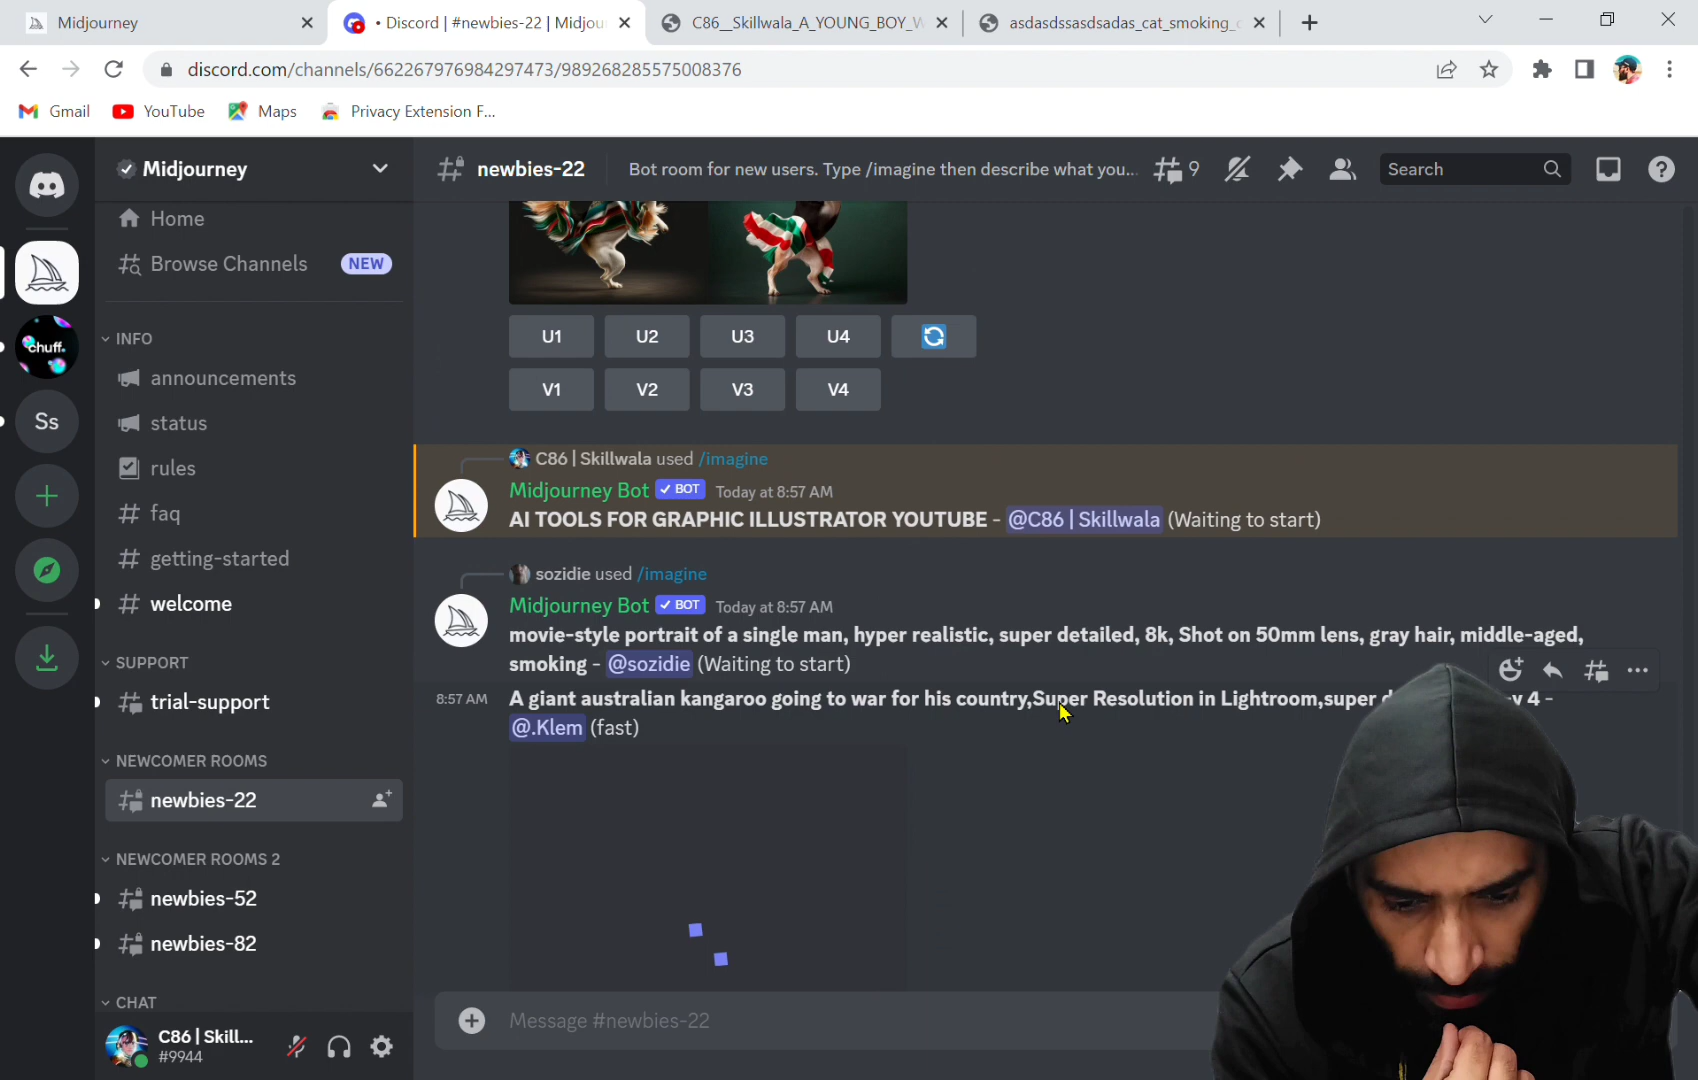 Midjourney
• Discord | #newbies-22 | Midjou
C86__Skillwala_A_YOUNG_BOY_W
asdasdssasdsadas_cat_smoking_c
discord.com/channels/662267976984297473/989268285575008376
Gmail
YouTube
Maps
Privacy Extension F...
Midjourney
newbies-22
Bot room for new users. Type /imagine then describe what you...
9
Search
Home
Browse Channels NEW
INFO
announcements
status
rules
faq
getting-started
welcome
SUPPORT
trial-support
NEWCOMER ROOMS
newbies-22
NEWCOMER ROOMS 2
newbies-52
newbies-82
CHAT
C86 | Skill...
#9944
chuff.
Ss
U1 U2 U3 U4
V1 V2 V3 V4
C86 | Skillwala used /imagine
Midjourney Bot ✓ BOT Today at 8:57 AM
AI TOOLS FOR GRAPHIC ILLUSTRATOR YOUTUBE - @C86 | Skillwala (Waiting to start)
sozidie used /imagine
Midjourney Bot ✓ BOT Today at 8:57 AM
movie-style portrait of a single man, hyper realistic, super detailed, 8k, Shot on 50mm lens, gray hair, middle-aged,
smoking - @sozidie (Waiting to start)
8:57 AM A giant australian kangaroo going to war for his country,Super Resolution in Lightroom,super 4 -
@.Klem (fast)
Message #newbies-22